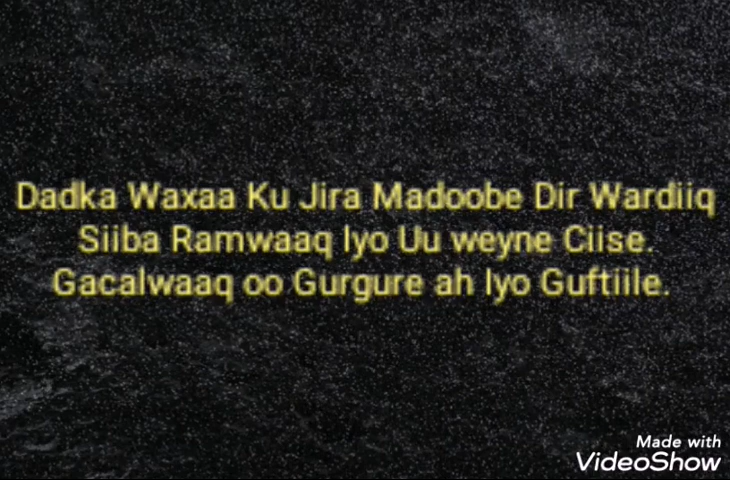 Dadka Waxaa Ku Jira Madoobe Dir Wardiiq
Siiba Ramwaaq Iyo Uu weyne Ciise.
Gacalwaaq oo Gurgure ah Iyo Guftiile.
Made with
VideoShow